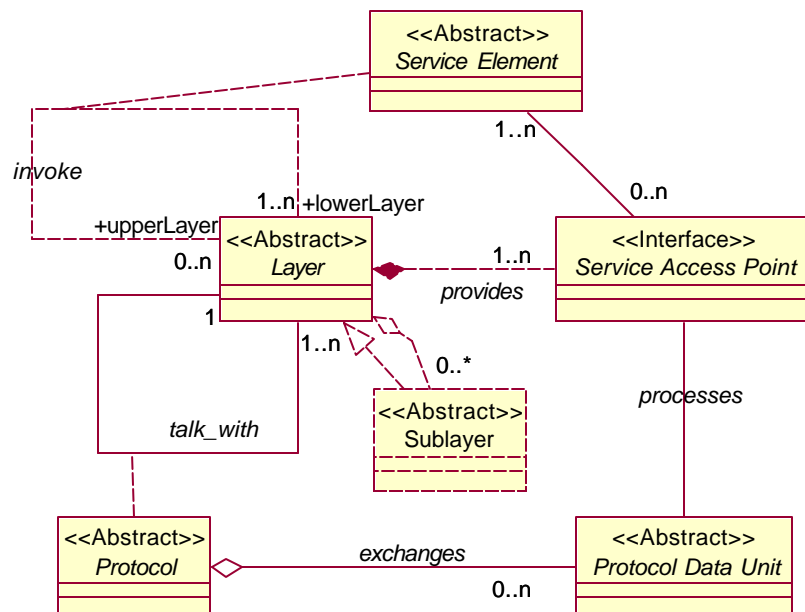 <<Abstract>>
Service Element
1..n
invoke
0..n
1..n
+lowerLayer
+upperLayer
<<Abstract>>
Layer
0..n
1..n
provides
<<Interface>>
Service Access Point
1
1..n
0..*
<<Abstract>>
Sublayer
processes
talk_with
<<Abstract>>
Protocol
exchanges
0..n
<<Abstract>>
Protocol Data Unit